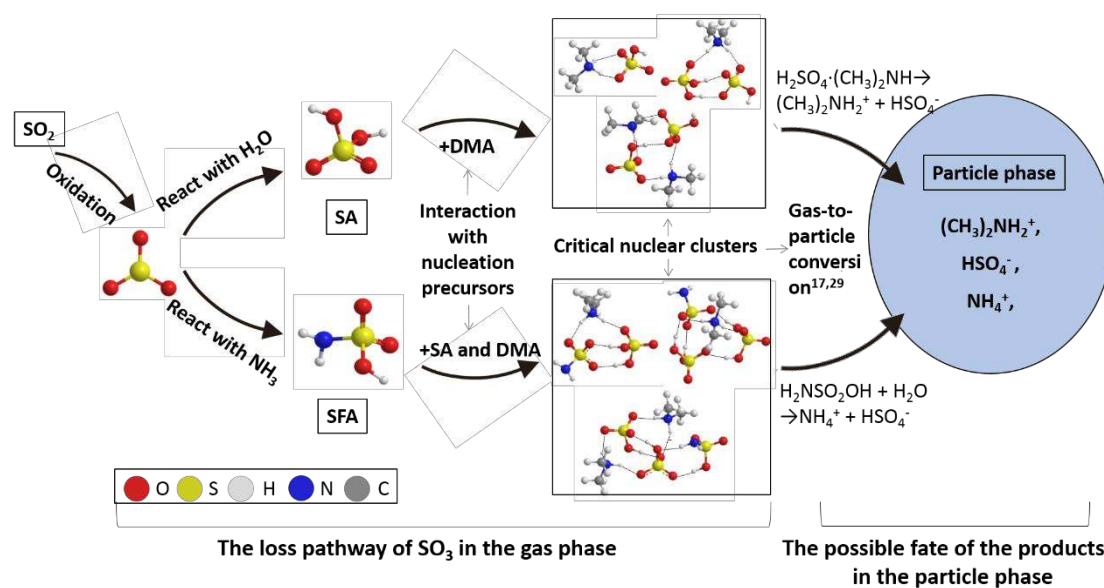 SO₂
Oxidation
React with H₂O
React with NH₃
SA
SFA
+DMA
Interaction
with
nucleation
precursors
+SA and DMA
Critical nuclear clusters
Gas-to-
particle
conversi
on¹⁷,²⁹
H₂SO₄·(CH₃)₂NH→
(CH₃)₂NH₂⁺ + HSO₄⁻
Particle phase
(CH₃)₂NH₂⁺,
HSO₄⁻,
NH₄⁺,
H₂NSO₂OH + H₂O
→NH₄⁺ + HSO₄⁻
O S H N C
The loss pathway of SO₃ in the gas phase
The possible fate of the products
in the particle phase